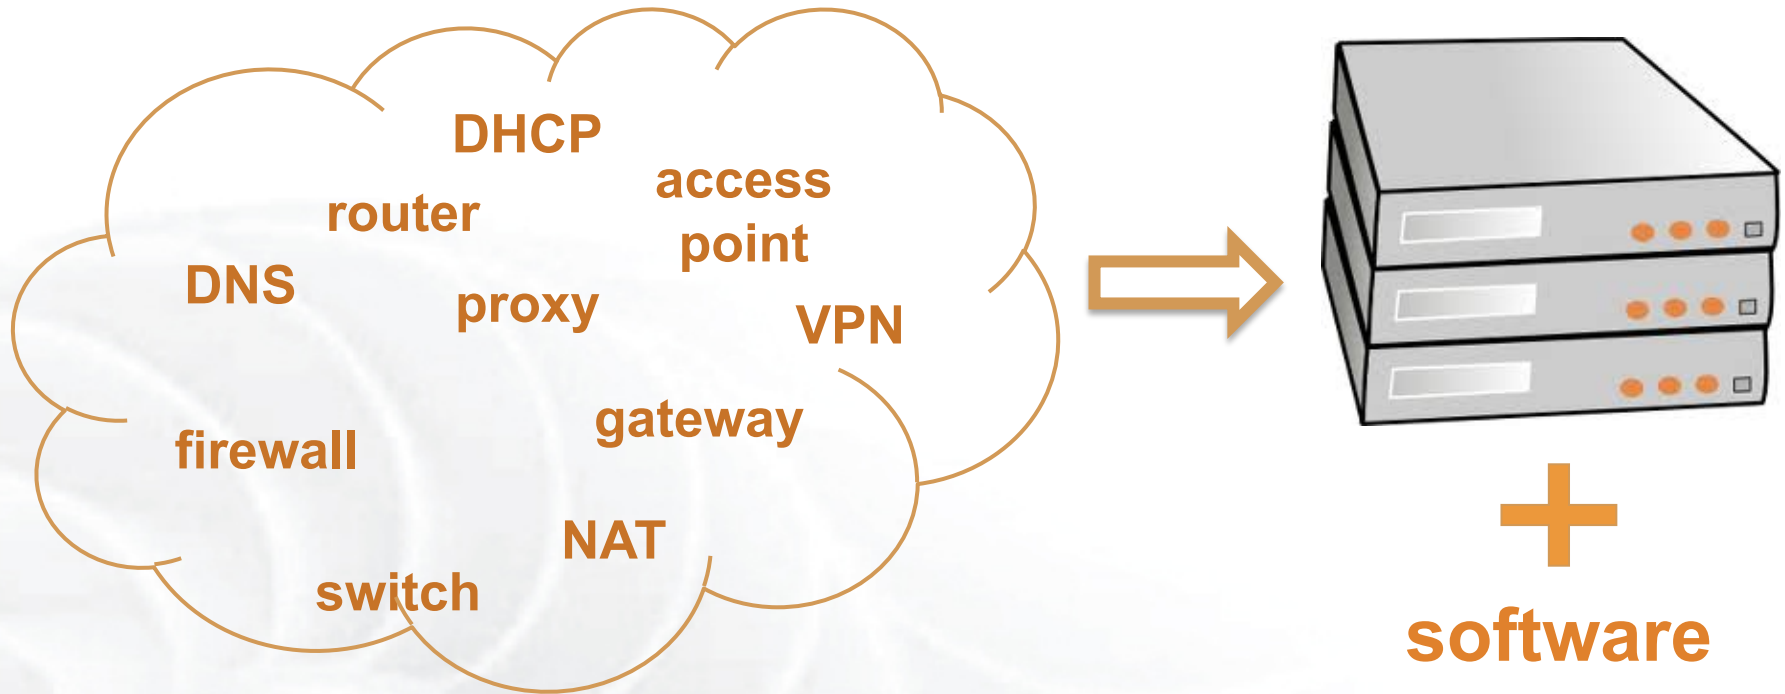 DHCP
access
point
router
DNS
proxy
VPN
gateway
firewall
NAT
switch
software